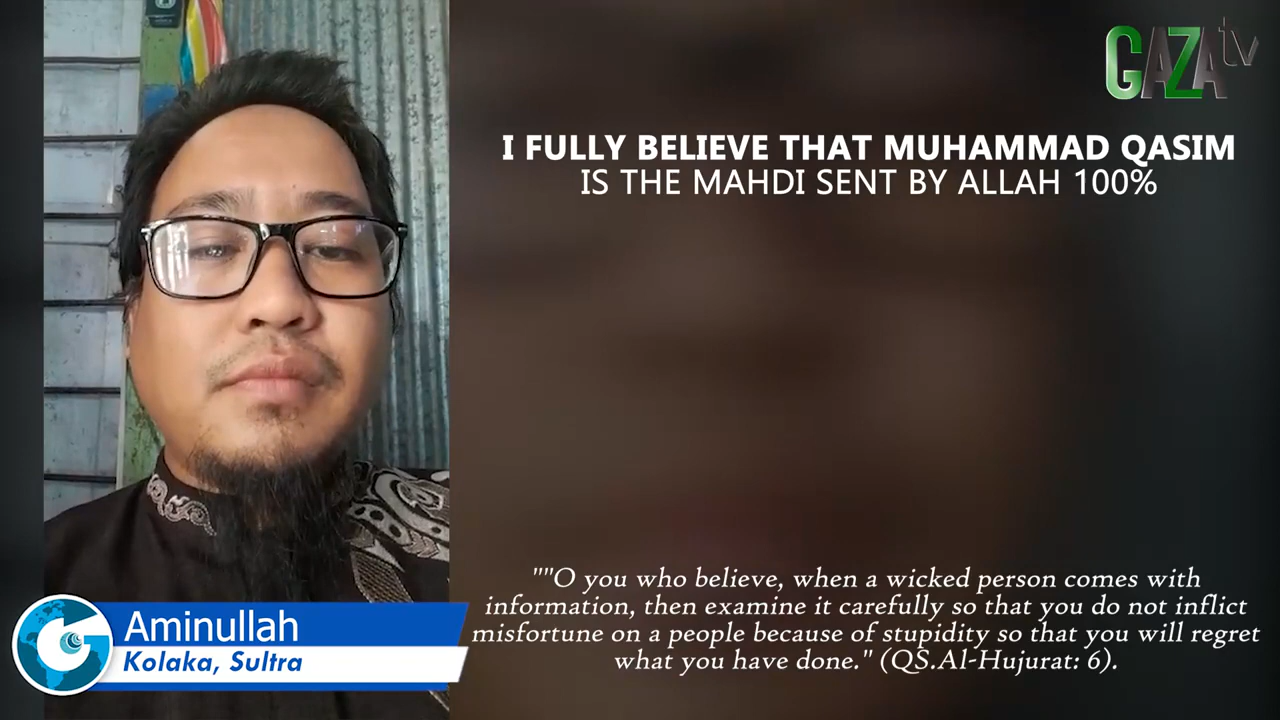 GAZA tv
I FULLY BELIEVE THAT MUHAMMAD QASIM
IS THE MAHDI SENT BY ALLAH 100%
""O you who believe, when a wicked person comes with
information, then examine it carefully so that you do not inflict
misfortune on a people because of stupidity so that you will regret
what you have done." (QS.Al-Hujurat: 6).
Aminullah
Kolaka, Sultra